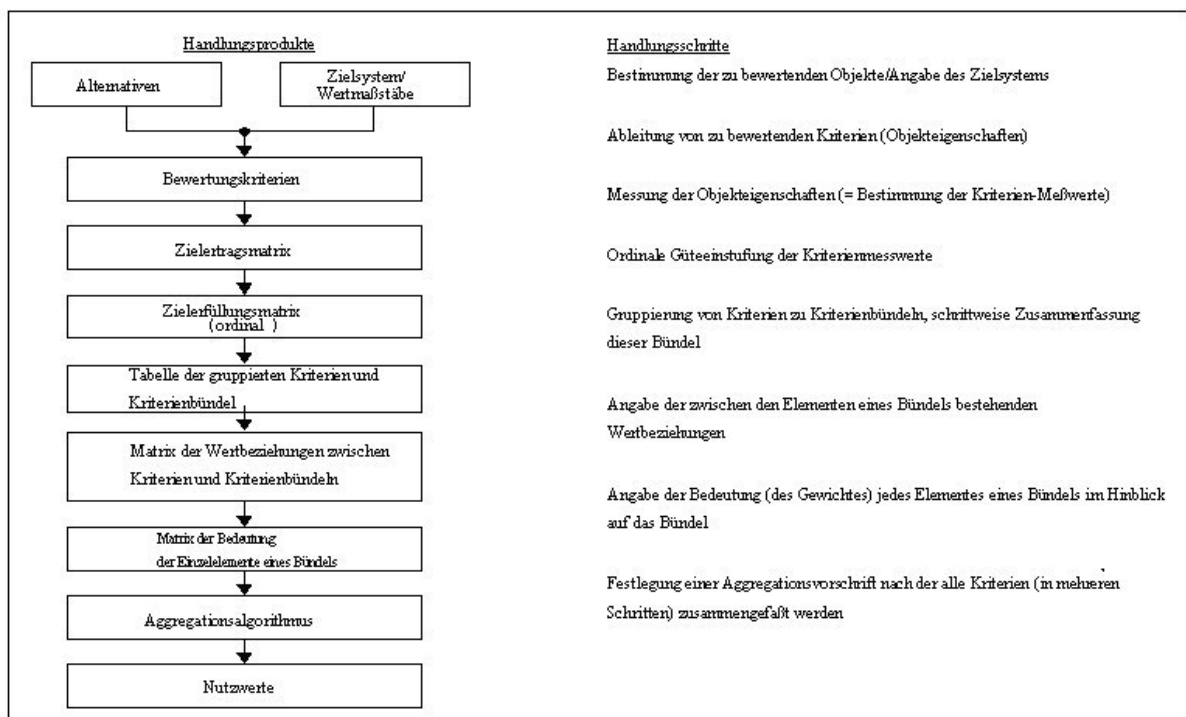 Handlungsprodukte
Alternativen
Zielsystem/
Wertmaßstäbe
Bewertungskriterien
Zielertragsmatrix
Zielerfüllungsmatrix
(ordinal )
Tabelle der gruppierten Kriterien und
Kriterienbündel
Matrix der Wertbeziehungen zwischen
Kriterien und Kriterienbündeln
Matrix der Bedeutung
der Einzelelemente eines Bündels
Aggregationsalgorithmus
Nutzwerte
Handlungsschritte
Bestimmung der zu bewertenden Objekte/Angabe des Zielsystems
Ableitung von zu bewertenden Kriterien (Objekteigenschaften)
Messung der Objekteigenschaften (= Bestimmung der Kriterien-Meßwerte)
Ordinale Güteeinstufung der Kriterienmesswerte
Gruppierung von Kriterien zu Kriterienbündeln, schrittweise Zusammenfassung
dieser Bündel
Angabe der zwischen den Elementen eines Bündels bestehenden
Wertbeziehungen
Angabe der Bedeutung (des Gewichtes) jedes Elementes eines Bündels im Hinblick
auf das Bündel
Festlegung einer Aggregationsvorschrift nach der alle Kriterien (in mehreren
Schritten) zusammengefaßt werden